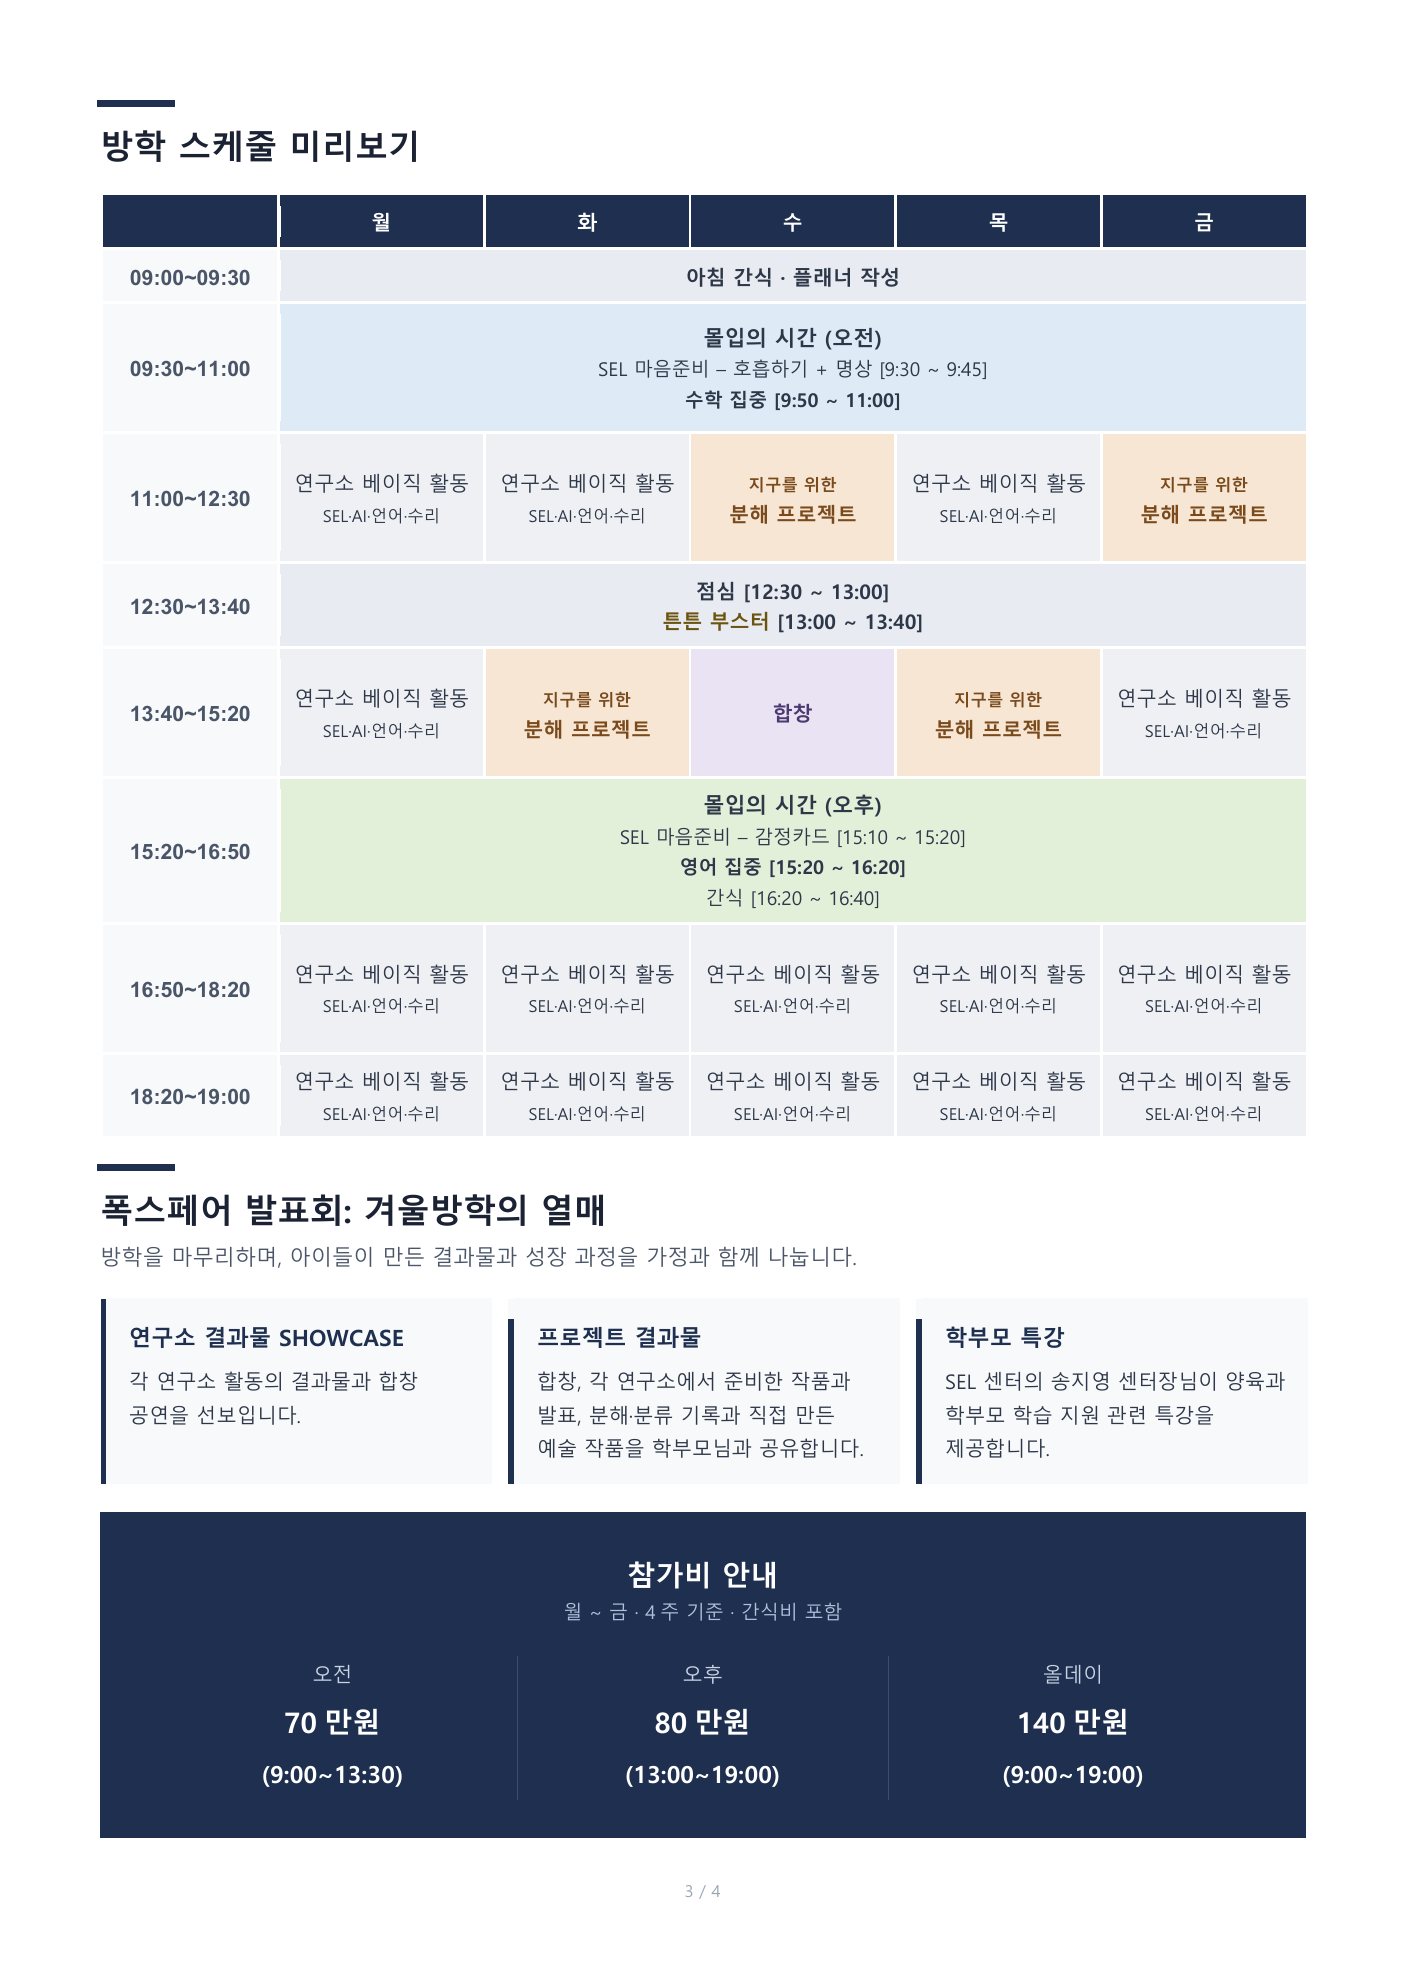 방학 스케줄 미리보기
월 화 수 목 금
09:00~09:30 아침 간식 · 플래너 작성
몰입의 시간 (오전)
09:30~11:00 SEL 마음준비 – 호흡하기 + 명상 [9:30 ~ 9:45]
수학 집중 [9:50 ~ 11:00]
11:00~12:30 연구소 베이직 활동 연구소 베이직 활동 지구를 위한 연구소 베이직 활동 지구를 위한
SEL·AI·언어·수리 SEL·AI·언어·수리 분해 프로젝트 SEL·AI·언어·수리 분해 프로젝트
12:30~13:40 점심 [12:30 ~ 13:00]
튼튼 부스터 [13:00 ~ 13:40]
13:40~15:20 연구소 베이직 활동 지구를 위한 합창 지구를 위한 연구소 베이직 활동
SEL·AI·언어·수리 분해 프로젝트 분해 프로젝트 SEL·AI·언어·수리
몰입의 시간 (오후)
15:20~16:50 SEL 마음준비 – 감정카드 [15:10 ~ 15:20]
영어 집중 [15:20 ~ 16:20]
간식 [16:20 ~ 16:40]
16:50~18:20 연구소 베이직 활동 연구소 베이직 활동 연구소 베이직 활동 연구소 베이직 활동 연구소 베이직 활동
SEL·AI·언어·수리 SEL·AI·언어·수리 SEL·AI·언어·수리 SEL·AI·언어·수리 SEL·AI·언어·수리
18:20~19:00 연구소 베이직 활동 연구소 베이직 활동 연구소 베이직 활동 연구소 베이직 활동 연구소 베이직 활동
SEL·AI·언어·수리 SEL·AI·언어·수리 SEL·AI·언어·수리 SEL·AI·언어·수리 SEL·AI·언어·수리
폭스페어 발표회: 겨울방학의 열매
방학을 마무리하며, 아이들이 만든 결과물과 성장 과정을 가정과 함께 나눕니다.
연구소 결과물 SHOWCASE
각 연구소 활동의 결과물과 합창
공연을 선보입니다.
프로젝트 결과물
합창, 각 연구소에서 준비한 작품과
발표, 분해·분류 기록과 직접 만든
예술 작품을 학부모님과 공유합니다.
학부모 특강
SEL 센터의 송지영 센터장님이 양육과
학부모 학습 지원 관련 특강을
제공합니다.
참가비 안내
월 ~ 금 · 4 주 기준 · 간식비 포함
오전
70 만원
(9:00~13:30)
오후
80 만원
(13:00~19:00)
올데이
140 만원
(9:00~19:00)
3 / 4